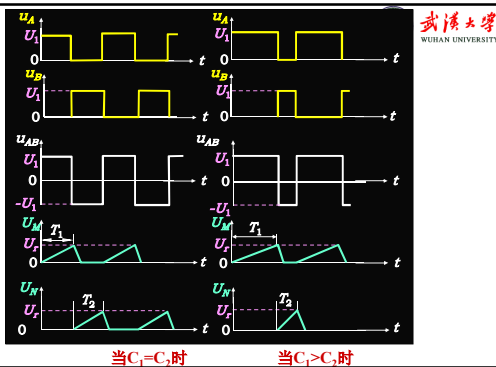 武汉大学
WUHAN UNIVERSITY
u_A u_A
U_1 U_1
0 t 0 t
u_B u_B
U_1 U_1
0 t 0 t
u_AB u_AB
U_1 U_1
0 t 0 t
-U_1 -U_1
U_M T_1 U_M T_1
U_r U_r
0 t 0 t
U_N T_2 U_N T_2
U_r U_r
0 t 0 t
当C_1=C_2时 当C_1>C_2时